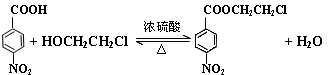 COOH
COOCH₂CH₂Cl
+ HOCH₂CH₂Cl
浓硫酸
△
+ H₂O
NO₂
NO₂